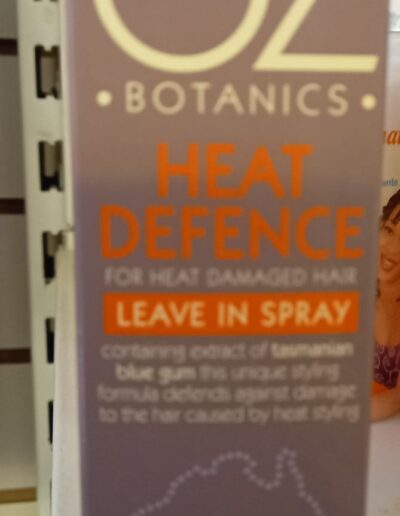 OZ
• BOTANICS •
HEAT
DEFENCE
FOR HEAT DAMAGED HAIR
LEAVE IN SPRAY
containing extract of tasmanian
blue gum this unique styling
formula defends against damage
to the hair caused by heat styling